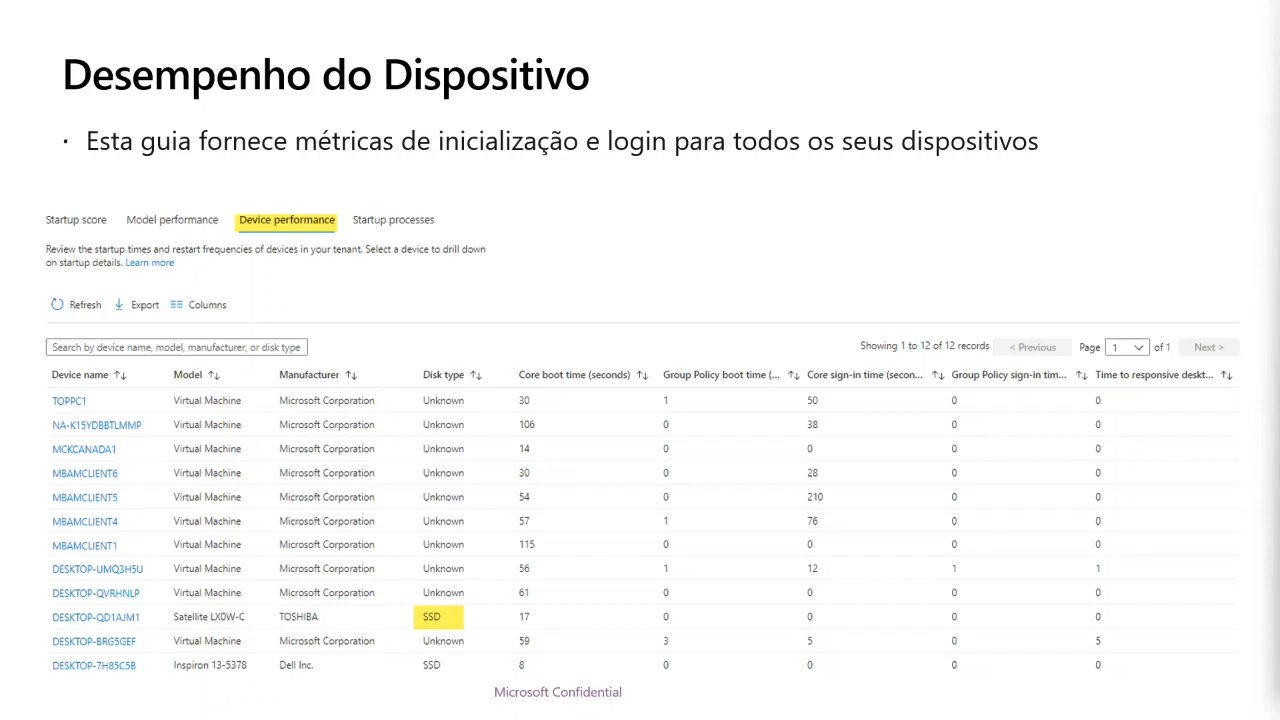 Desempenho do Dispositivo
· Esta guia fornece métricas de inicialização e login para todos os seus dispositivos
Startup score Model performance Device performance Startup processes
Review the startup times and restart frequencies of devices in your tenant. Select a device to drill down
on startup details. Learn more
Refresh Export Columns
Search by device name, model, manufacturer, or disk type Showing 1 to 12 of 12 records < Previous Page 1 of 1 Next >
Device name ↑↓ Model ↑↓ Manufacturer ↑↓ Disk type ↑↓ Core boot time (seconds) ↑↓ Group Policy boot time (... ↑↓ Core sign-in time (secon... ↑↓ Group Policy sign-in tim... ↑↓ Time to responsive deskt... ↑↓
TOPPC1 Virtual Machine Microsoft Corporation Unknown 30 1 50 0 0
NA-K15YDBBTLMMP Virtual Machine Microsoft Corporation Unknown 106 0 38 0 0
MCKCANADA1 Virtual Machine Microsoft Corporation Unknown 14 0 0 0 0
MBAMCLIENT6 Virtual Machine Microsoft Corporation Unknown 30 0 28 0 0
MBAMCLIENT5 Virtual Machine Microsoft Corporation Unknown 54 0 210 0 0
MBAMCLIENT4 Virtual Machine Microsoft Corporation Unknown 57 1 76 0 0
MBAMCLIENT1 Virtual Machine Microsoft Corporation Unknown 115 0 0 0 0
DESKTOP-UMQ3H5U Virtual Machine Microsoft Corporation Unknown 56 1 12 1 1
DESKTOP-QVRHNLP Virtual Machine Microsoft Corporation Unknown 61 0 0 0 0
DESKTOP-QD1AJM1 Satellite LX0W-C TOSHIBA SSD 17 0 0 0 0
DESKTOP-BRG5GEF Virtual Machine Microsoft Corporation Unknown 59 3 5 0 5
DESKTOP-7H85C5B Inspiron 13-5378 Dell Inc. SSD 8 0 0 0 0
Microsoft Confidential